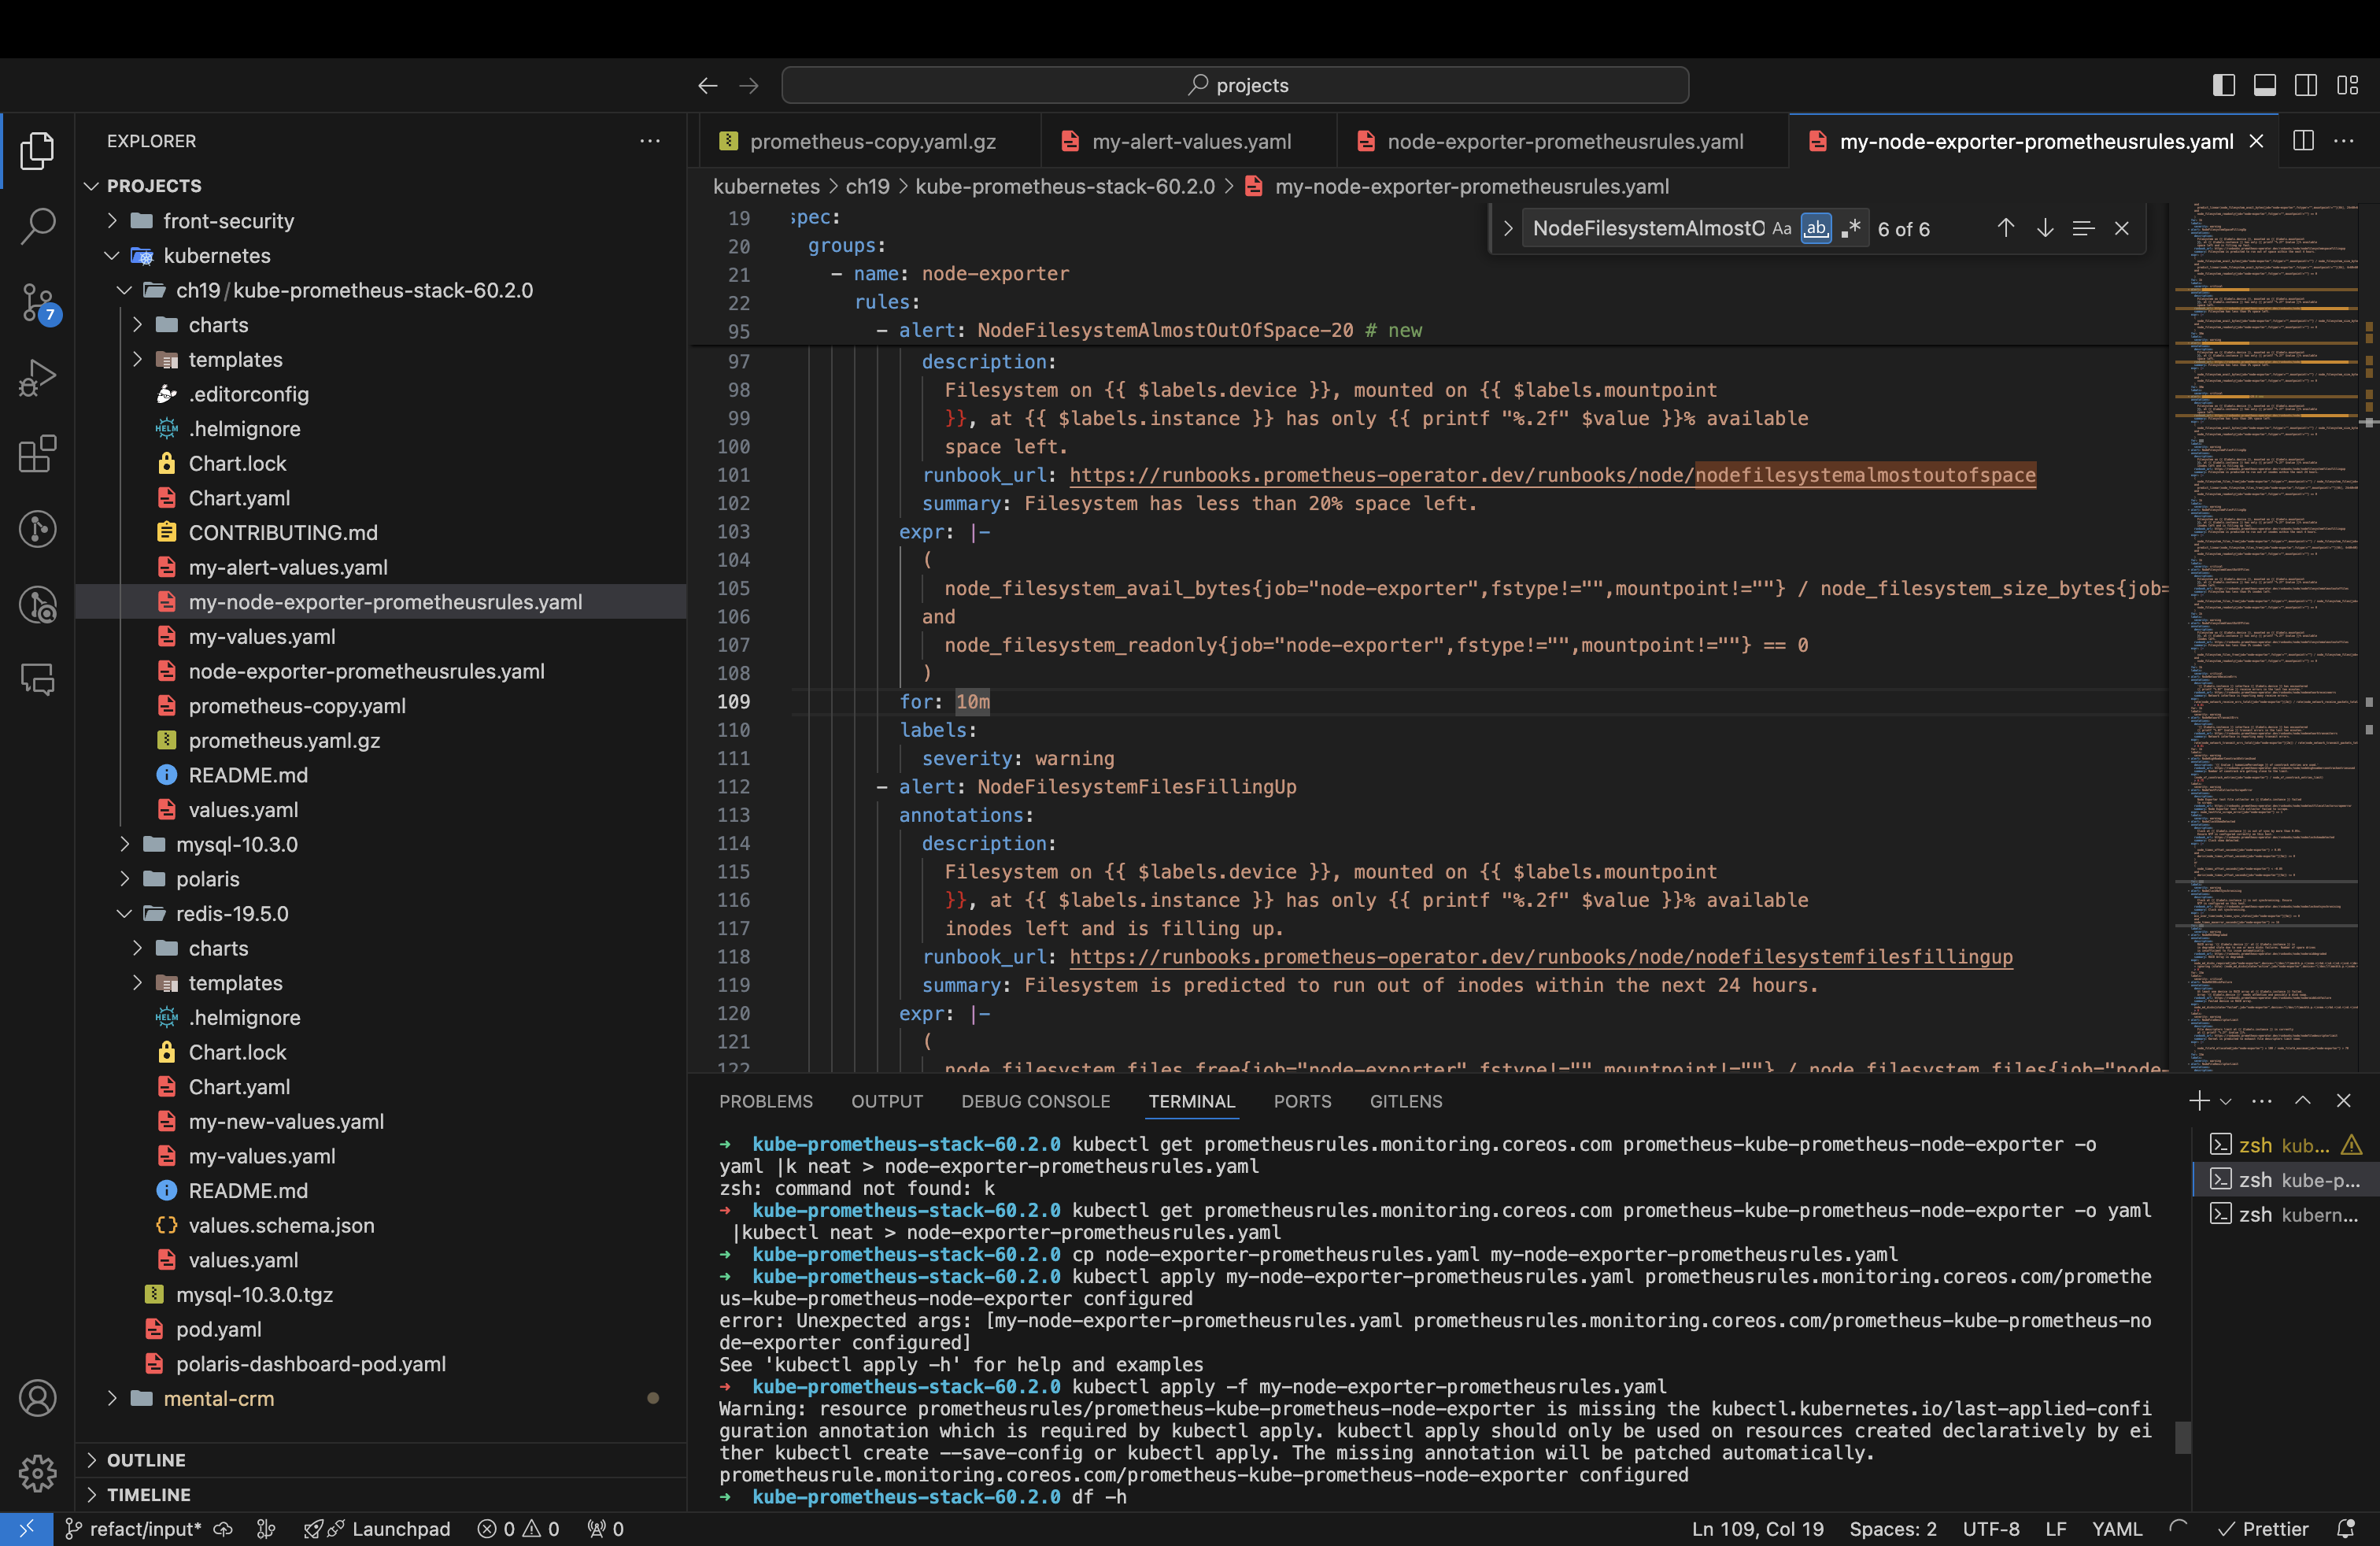 projects
EXPLORER
PROJECTS
front-security
kubernetes
ch19 / kube-prometheus-stack-60.2.0
charts
templates
.editorconfig
.helmignore
Chart.lock
Chart.yaml
CONTRIBUTING.md
my-alert-values.yaml
my-node-exporter-prometheusrules.yaml
my-values.yaml
node-exporter-prometheusrules.yaml
prometheus-copy.yaml
prometheus.yaml.gz
README.md
values.yaml
mysql-10.3.0
polaris
redis-19.5.0
charts
templates
.helmignore
Chart.lock
Chart.yaml
my-new-values.yaml
my-values.yaml
README.md
values.schema.json
values.yaml
mysql-10.3.0.tgz
pod.yaml
polaris-dashboard-pod.yaml
mental-crm
OUTLINE
TIMELINE
7
prometheus-copy.yaml.gz my-alert-values.yaml node-exporter-prometheusrules.yaml my-node-exporter-prometheusrules.yaml
kubernetes > ch19 > kube-prometheus-stack-60.2.0 > my-node-exporter-prometheusrules.yaml
NodeFilesystemAlmostO Aa ab .* 6 of 6
19 spec:
20 groups:
21 - name: node-exporter
22 rules:
95 - alert: NodeFilesystemAlmostOutOfSpace-20 # new
97 description:
98 Filesystem on {{ $labels.device }}, mounted on {{ $labels.mountpoint
99 }}, at {{ $labels.instance }} has only {{ printf "%.2f" $value }}% available
100 space left.
101 runbook_url: https://runbooks.prometheus-operator.dev/runbooks/node/nodefilesystemalmostoutofspace
102 summary: Filesystem has less than 20% space left.
103 expr: |-
104 (
105 node_filesystem_avail_bytes{job="node-exporter",fstype!="",mountpoint!=""} / node_filesystem_size_bytes{job=
106 and
107 node_filesystem_readonly{job="node-exporter",fstype!="",mountpoint!=""} == 0
108 )
109 for: 10m
110 labels:
111 severity: warning
112 - alert: NodeFilesystemFilesFillingUp
113 annotations:
114 description:
115 Filesystem on {{ $labels.device }}, mounted on {{ $labels.mountpoint
116 }}, at {{ $labels.instance }} has only {{ printf "%.2f" $value }}% available
117 inodes left and is filling up.
118 runbook_url: https://runbooks.prometheus-operator.dev/runbooks/node/nodefilesystemfilesfillingup
119 summary: Filesystem is predicted to run out of inodes within the next 24 hours.
120 expr: |-
121 (
122 node_filesystem_files_free{job="node-exporter",fstype!="",mountpoint!=""} / node_filesystem_files{job="node-
PROBLEMS OUTPUT DEBUG CONSOLE TERMINAL PORTS GITLENS
→ kube-prometheus-stack-60.2.0 kubectl get prometheusrules.monitoring.coreos.com prometheus-kube-prometheus-node-exporter -o
yaml |k neat > node-exporter-prometheusrules.yaml
zsh: command not found: k
→ kube-prometheus-stack-60.2.0 kubectl get prometheusrules.monitoring.coreos.com prometheus-kube-prometheus-node-exporter -o yaml
|kubectl neat > node-exporter-prometheusrules.yaml
→ kube-prometheus-stack-60.2.0 cp node-exporter-prometheusrules.yaml my-node-exporter-prometheusrules.yaml
→ kube-prometheus-stack-60.2.0 kubectl apply my-node-exporter-prometheusrules.yaml prometheusrules.monitoring.coreos.com/promethe
us-kube-prometheus-node-exporter configured
error: Unexpected args: [my-node-exporter-prometheusrules.yaml prometheusrules.monitoring.coreos.com/prometheus-kube-prometheus-no
de-exporter configured]
See 'kubectl apply -h' for help and examples
→ kube-prometheus-stack-60.2.0 kubectl apply -f my-node-exporter-prometheusrules.yaml
Warning: resource prometheusrules/prometheus-kube-prometheus-node-exporter is missing the kubectl.kubernetes.io/last-applied-confi
guration annotation which is required by kubectl apply. kubectl apply should only be used on resources created declaratively by ei
ther kubectl create --save-config or kubectl apply. The missing annotation will be patched automatically.
prometheusrule.monitoring.coreos.com/prometheus-kube-prometheus-node-exporter configured
→ kube-prometheus-stack-60.2.0 df -h
zsh kub...
zsh kube-p...
zsh kubern...
refact/input* Launchpad 0 0 0 Ln 109, Col 19 Spaces: 2 UTF-8 LF YAML Prettier